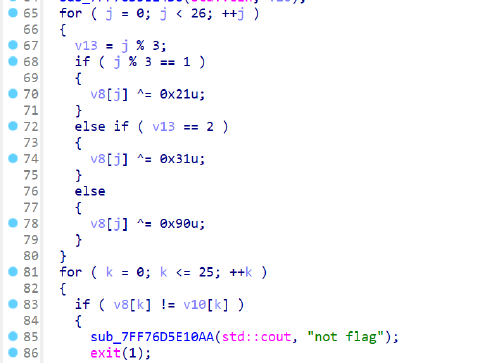 65 for ( j = 0; j < 26; ++j )
66 {
67 v13 = j % 3;
68 if ( j % 3 == 1 )
69 {
70 v8[j] ^= 0x21u;
71 }
72 else if ( v13 == 2 )
73 {
74 v8[j] ^= 0x31u;
75 }
76 else
77 {
78 v8[j] ^= 0x90u;
79 }
80 }
81 for ( k = 0; k <= 25; ++k )
82 {
83 if ( v8[k] != v10[k] )
84 {
85 sub_7FF76D5E10AA(std::cout, "not flag");
86 exit(1);